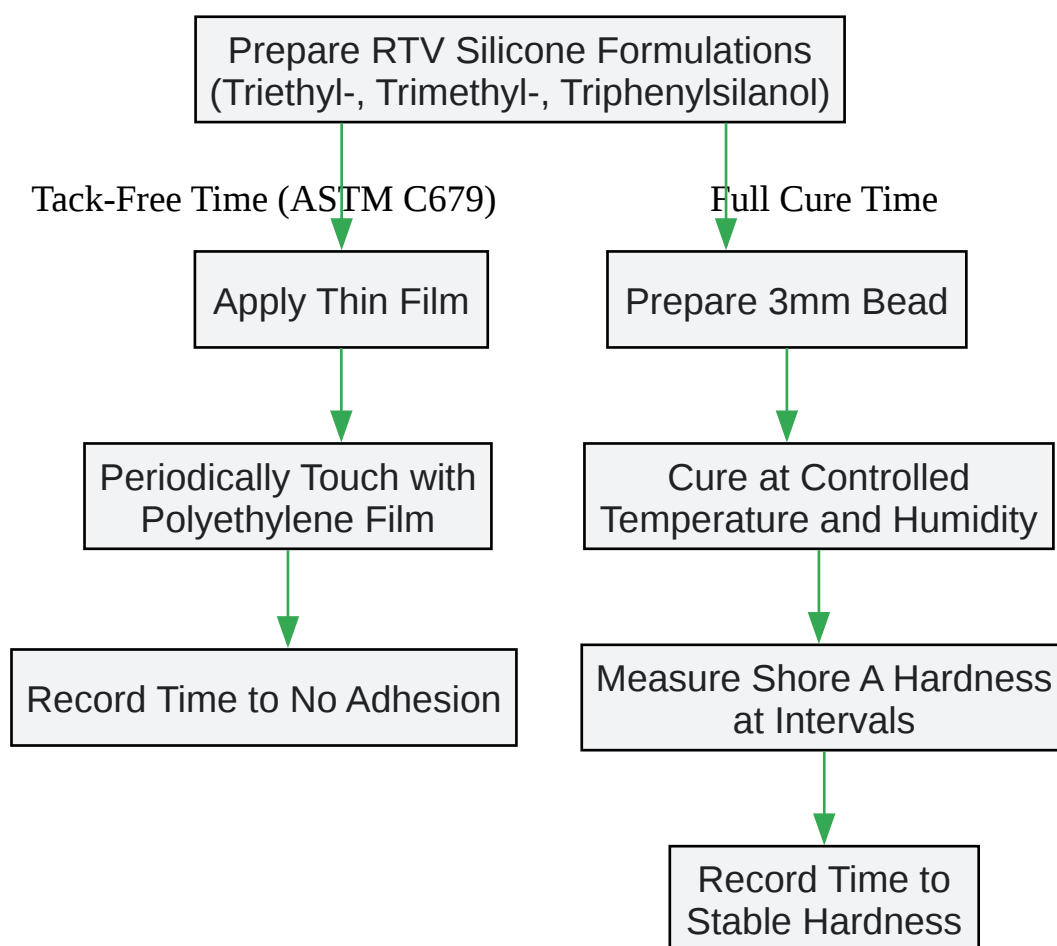 Prepare RTV Silicone Formulations
(Triethyl-, Trimethyl-, Triphenylsilanol)
Tack-Free Time (ASTM C679)
Full Cure Time
Apply Thin Film
Prepare 3mm Bead
Periodically Touch with
Polyethylene Film
Cure at Controlled
Temperature and Humidity
Record Time to No Adhesion
Measure Shore A Hardness
at Intervals
Record Time to
Stable Hardness